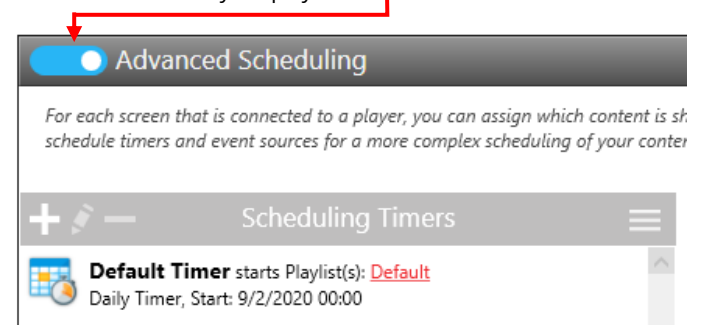 Advanced Scheduling
For each screen that is connected to a player, you can assign which content is sh
schedule timers and event sources for a more complex scheduling of your conter
Scheduling Timers
Default Timer starts Playlist(s): Default
Daily Timer, Start: 9/2/2020 00:00